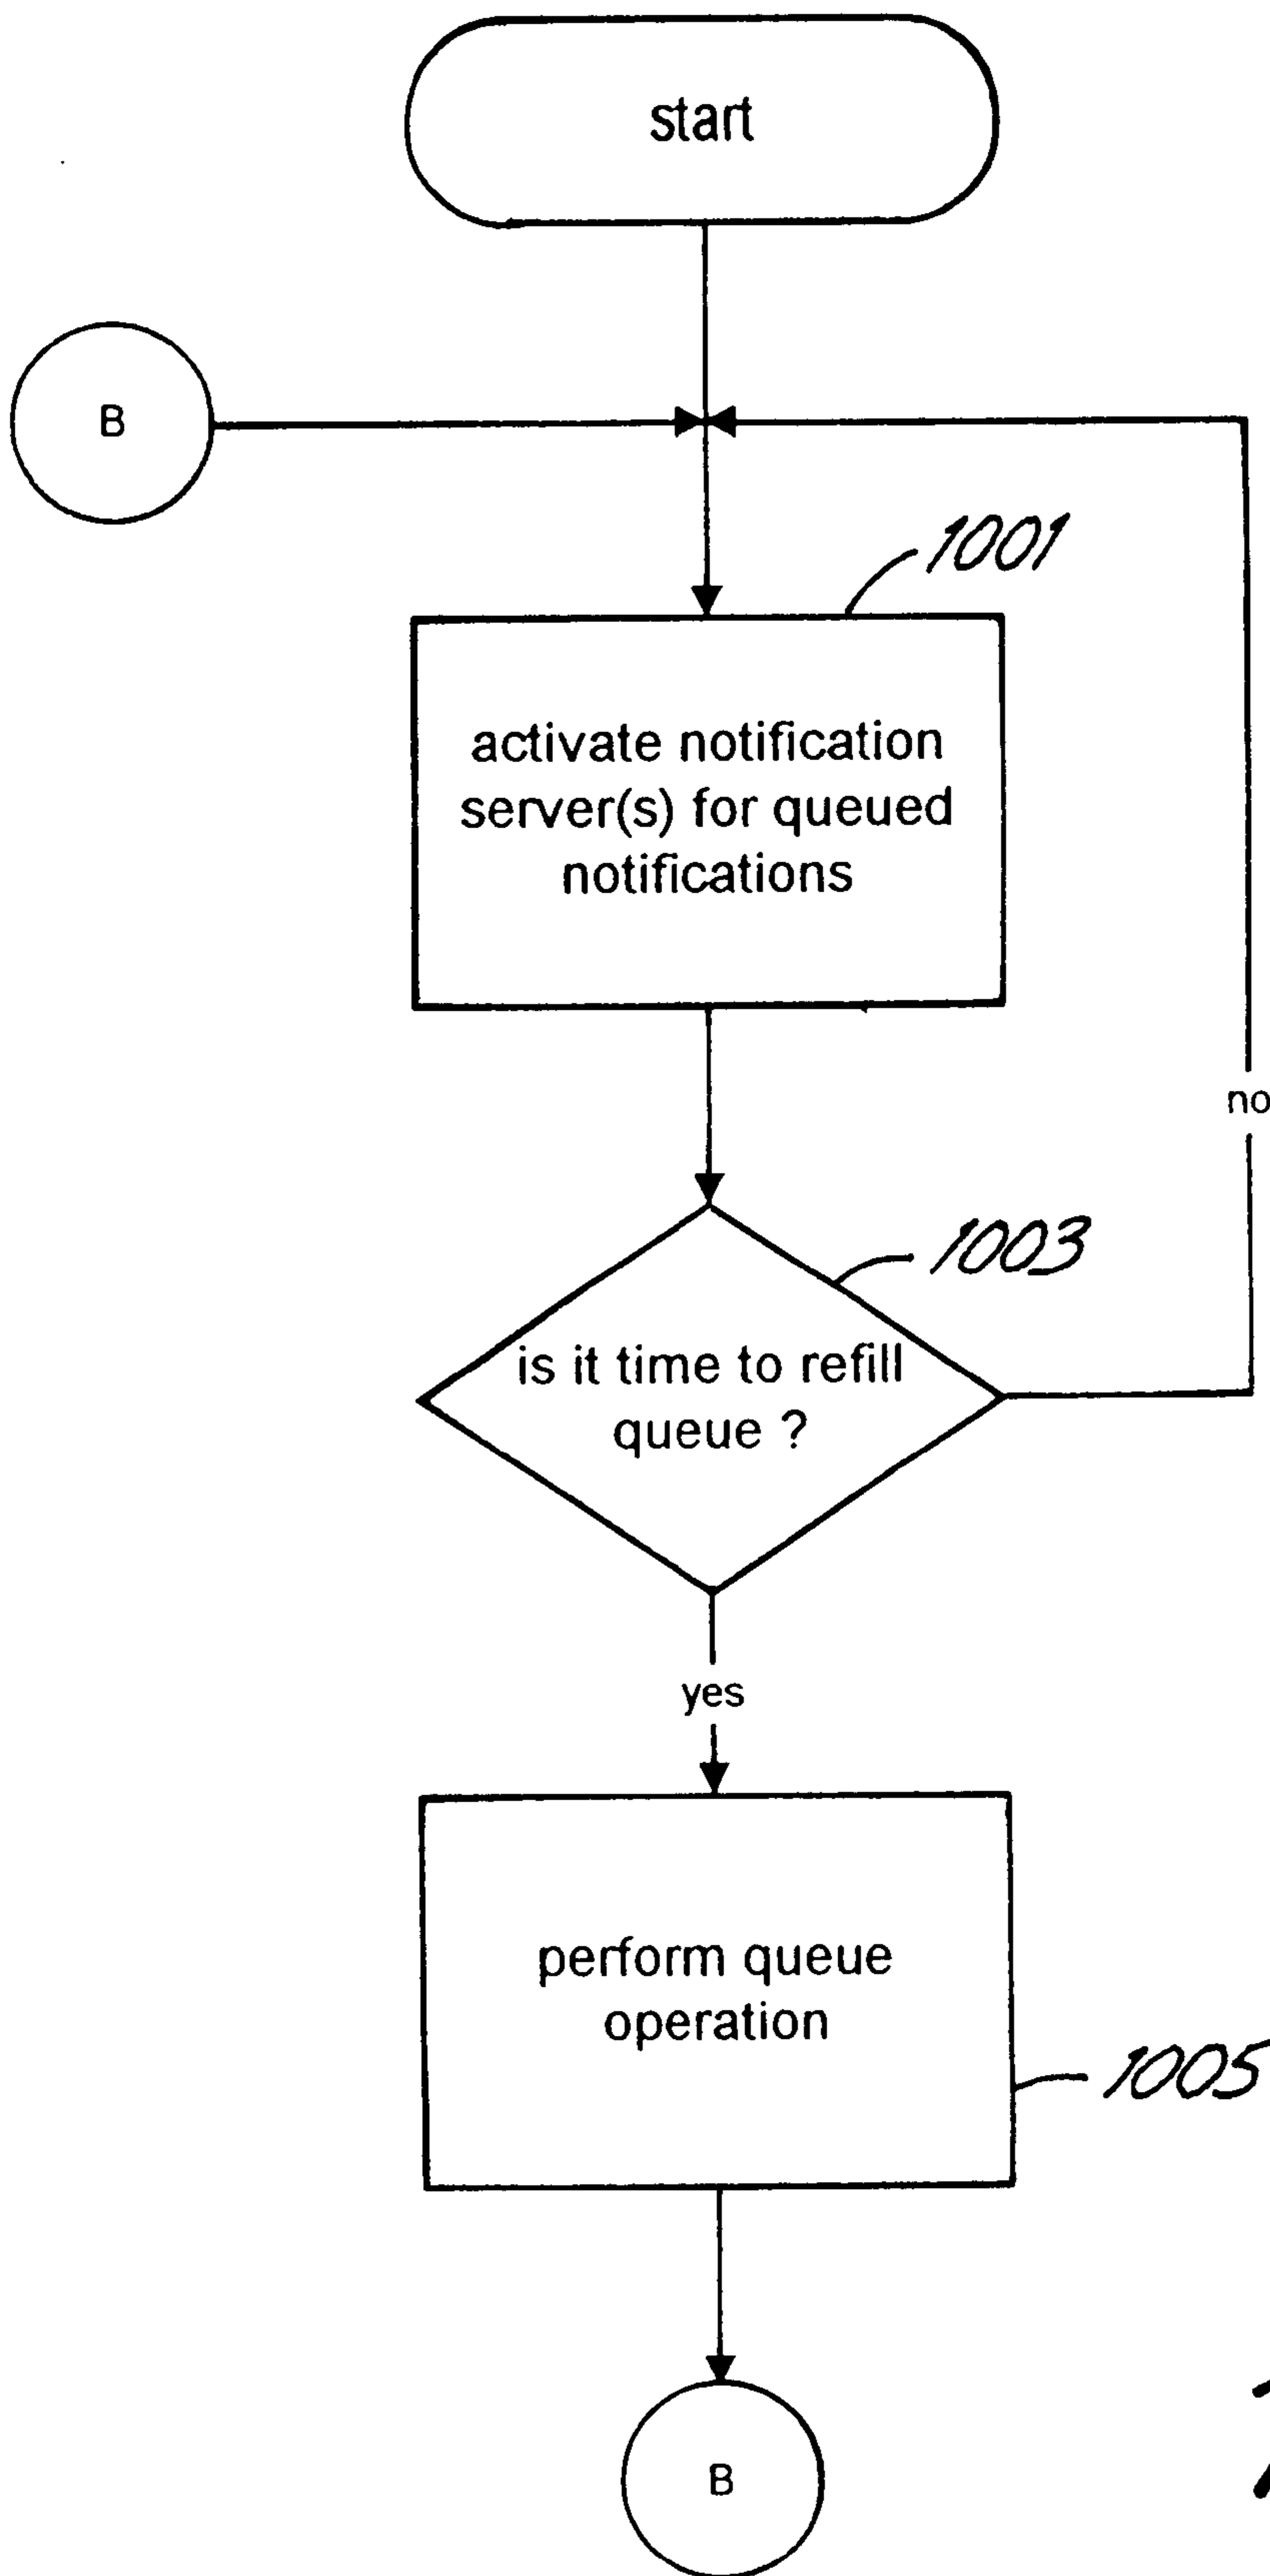 start
B
1001
activate notification
server(s) for queued
notifications
no
1003
is it time to refill
queue ?
yes
perform queue
operation
1005
B